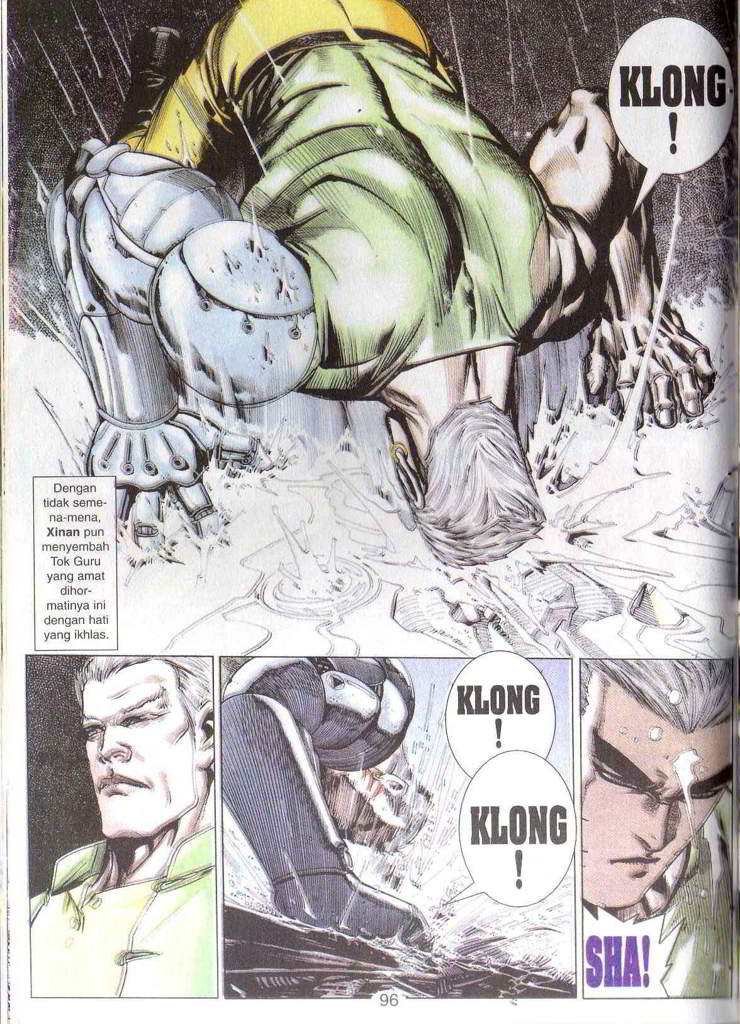 KLONG
!
Dengan
tidak seme-
na-mena,
Xinan pun
menyembah
Tok Guru
yang amat
dihor-
matinya ini
dengan hati
yang ikhlas.
KLONG
!
KLONG
!
SHA!
96